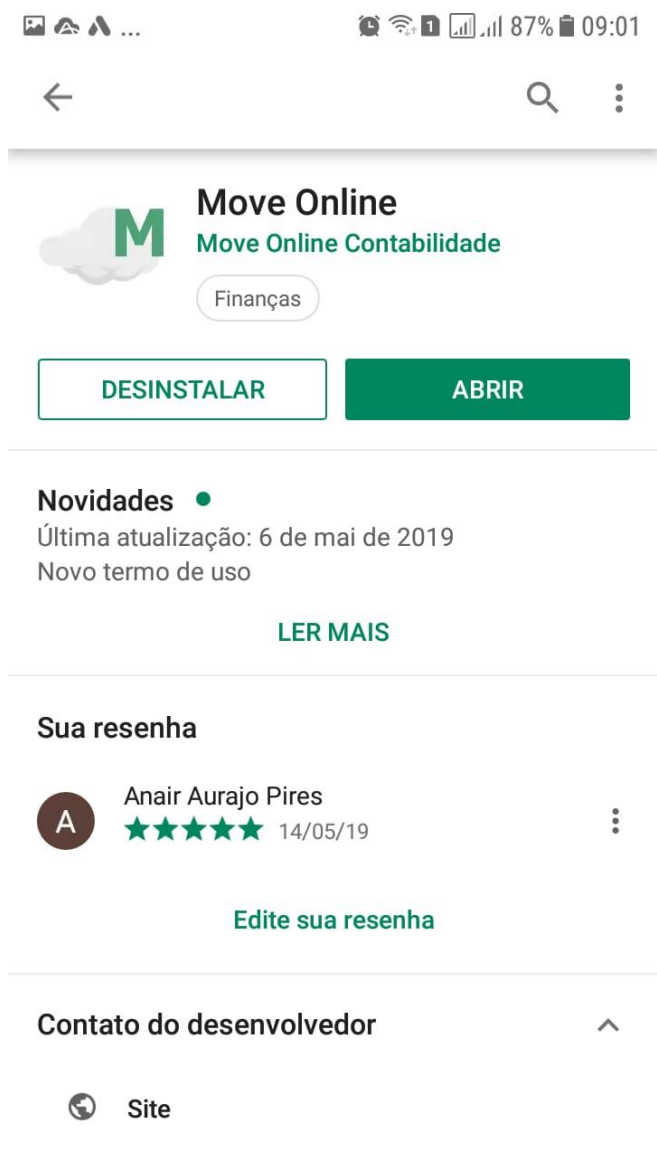 ... 1 87% 09:01
M
Move Online
Move Online Contabilidade
Finanças
DESINSTALAR ABRIR
Novidades
Última atualização: 6 de mai de 2019
Novo termo de uso
LER MAIS
Sua resenha
A
Anair Aurajo Pires
14/05/19
Edite sua resenha
Contato do desenvolvedor
Site